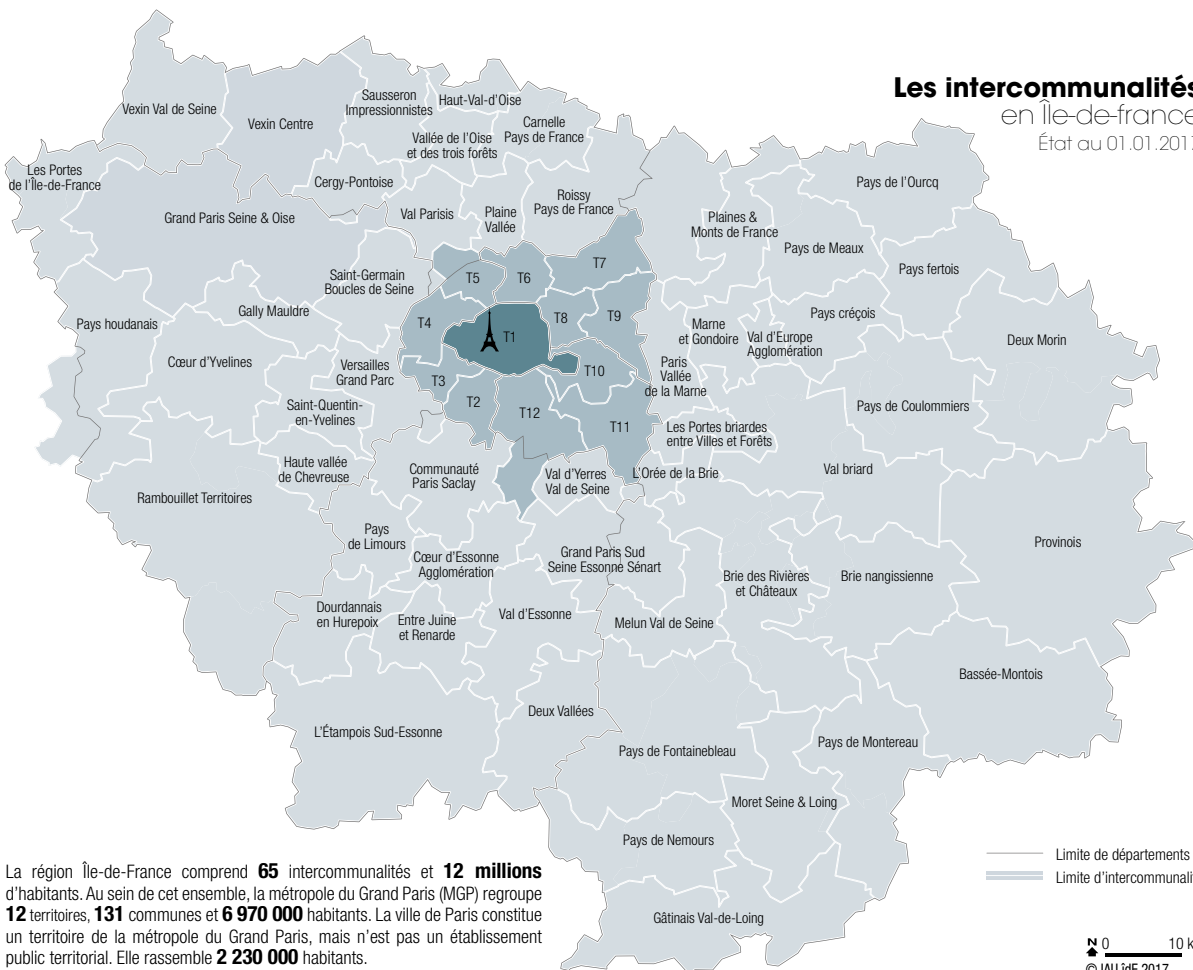 Les intercommunalités
en Île-de-france
État au 01.01.2017
Vexin Val de Seine
Vexin Centre
Sausseron
Impressionnistes
Haut-Val-d'Oise
Vallée de l'Oise
et des trois forêts
Carnelle
Pays de France
Les Portes
de l'Île-de-France
Cergy-Pontoise
Grand Paris Seine & Oise
Val Parisis
Plaine
Vallée
Roissy
Pays de France
Plaines &
Monts de France
Pays de l'Ourcq
Pays de Meaux
Pays fertois
Saint-Germain
Boucles de Seine
T5
T6
T7
Gally Mauldre
Pays houdanais
T4
T1
T8
T9
Marne
et Gondoire
Val d'Europe
Agglomération
Pays créçois
Deux Morin
Cœur d'Yvelines
Versailles
Grand Parc
T3
T10
Paris
Vallée
de la Marne
Saint-Quentin-
en-Yvelines
T2
T12
T11
Les Portes briardes
entre Villes et Forêts
Pays de Coulommiers
Haute vallée
de Chevreuse
Communauté
Paris Saclay
Val d'Yerres
Val de Seine
L'Orée de la Brie
Val briard
Rambouillet Territoires
Pays
de Limours
Cœur d'Essonne
Agglomération
Grand Paris Sud
Seine Essonne Sénart
Brie des Rivières
et Châteaux
Brie nangissienne
Provinois
Dourdannais
en Hurepoix
Entre Juine
et Renarde
Val d'Essonne
Melun Val de Seine
Bassée-Montois
L'Étampois Sud-Essonne
Deux Vallées
Pays de Fontainebleau
Pays de Montereau
Moret Seine & Loing
Pays de Nemours
Gâtinais Val-de-Loing
La région Île-de-France comprend 65 intercommunalités et 12 millions
d'habitants. Au sein de cet ensemble, la métropole du Grand Paris (MGP) regroupe
12 territoires, 131 communes et 6 970 000 habitants. La ville de Paris constitue
un territoire de la métropole du Grand Paris, mais n'est pas un établissement
public territorial. Elle rassemble 2 230 000 habitants.
Limite de départements
Limite d'intercommunali
N 0 10 k
© IAU îdF 2017